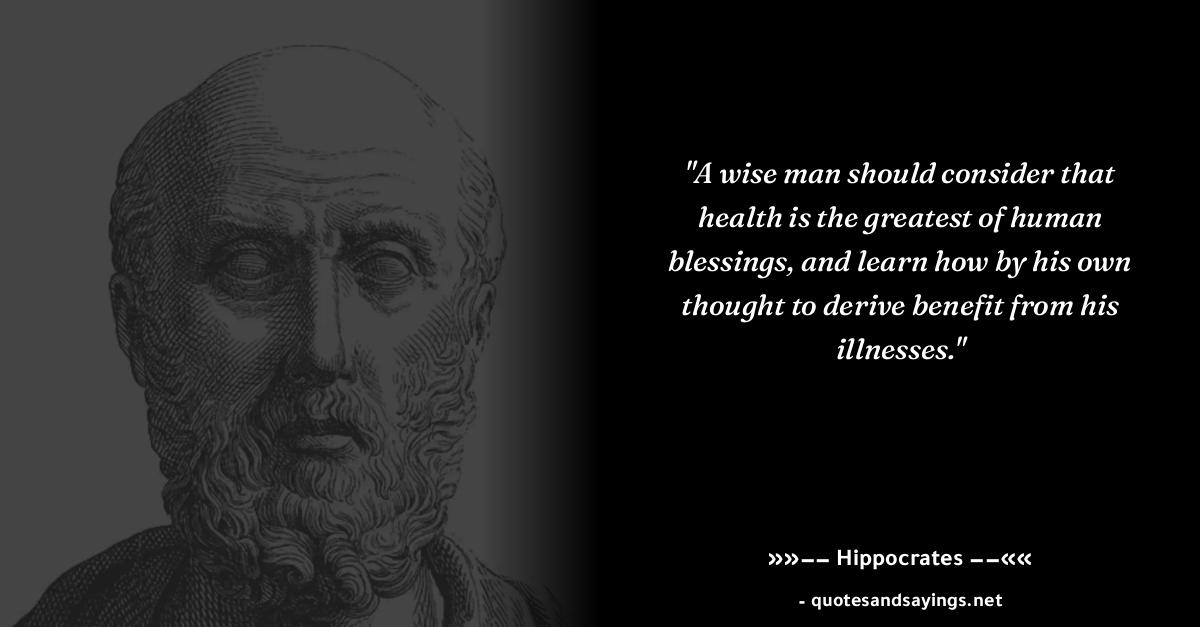 "A wise man should consider that
health is the greatest of human
blessings, and learn how by his own
thought to derive benefit from his
illnesses."
»»–– Hippocrates ––««
- quotesandsayings.net